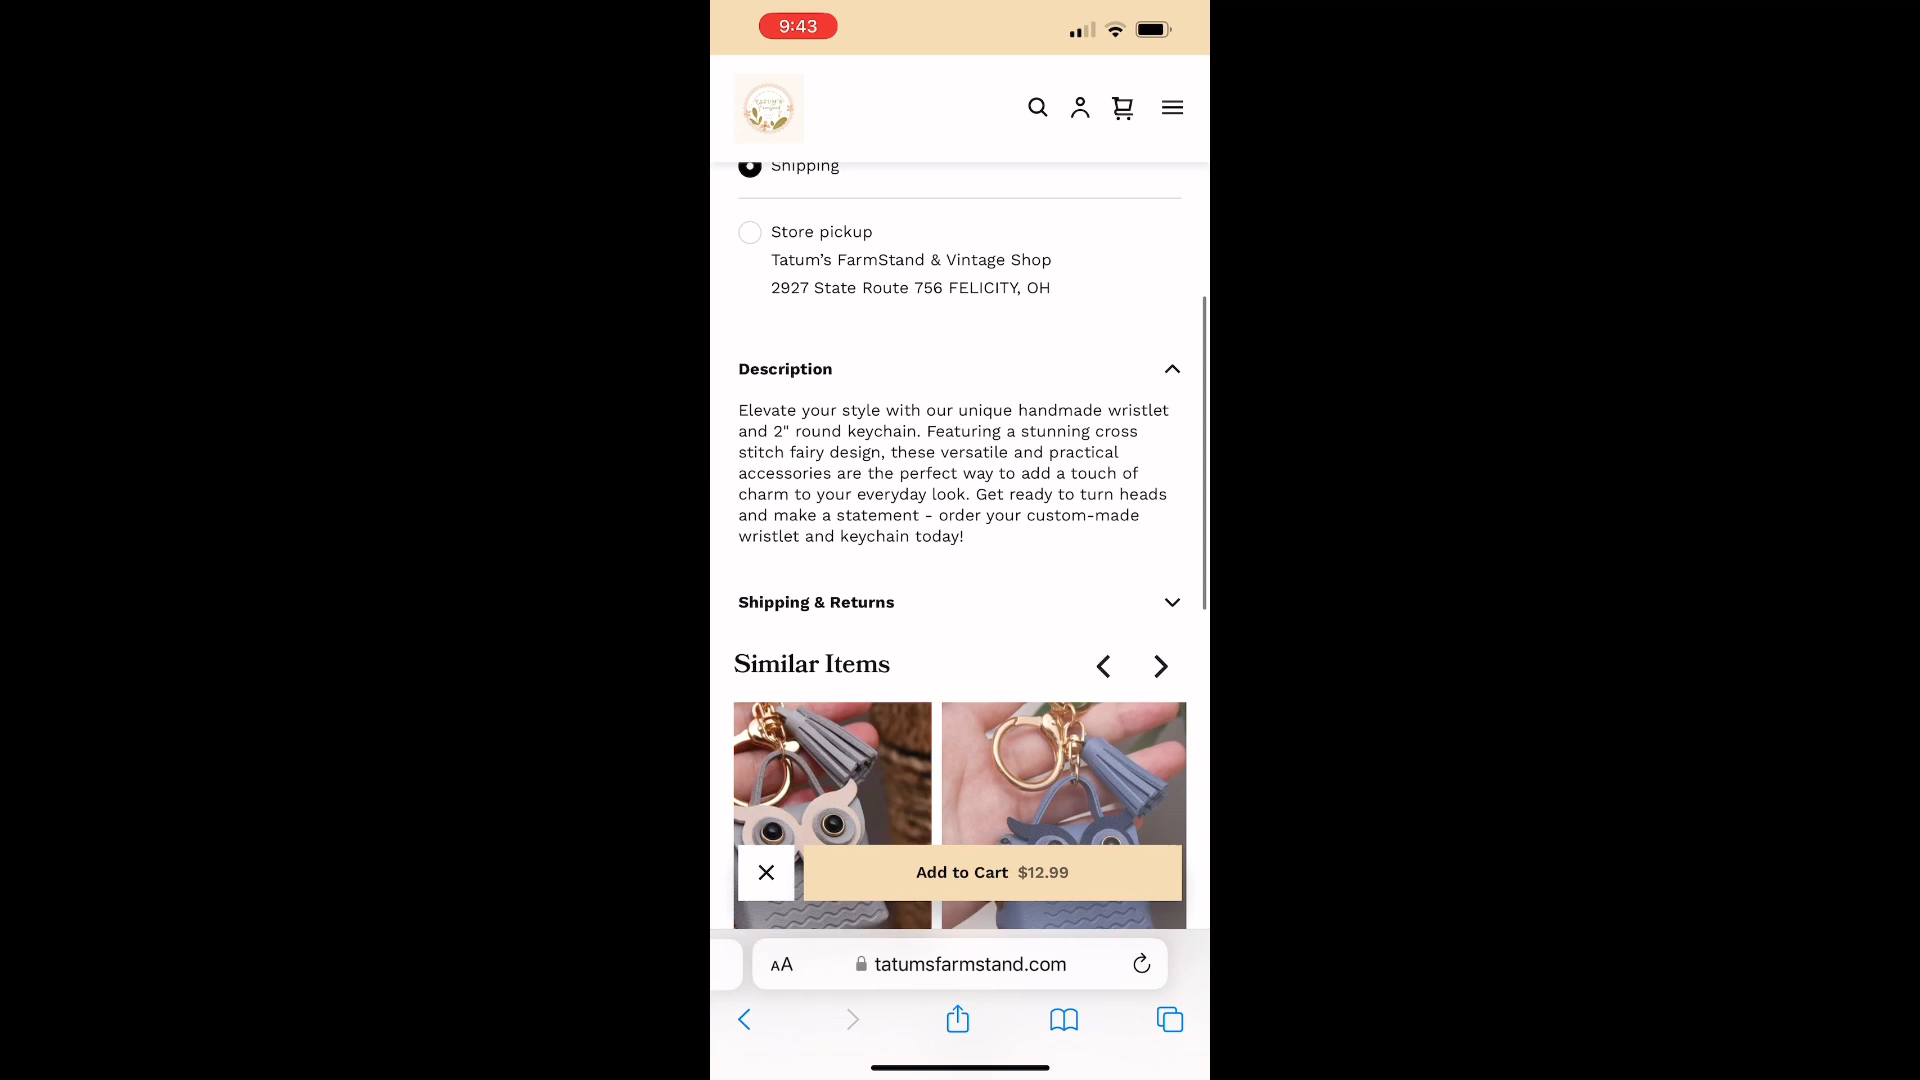 9:43
TATUM'S
Shipping
Store pickup
Tatum’s FarmStand & Vintage Shop
2927 State Route 756 FELICITY, OH
Description
Elevate your style with our unique handmade wristlet
and 2" round keychain. Featuring a stunning cross
stitch fairy design, these versatile and practical
accessories are the perfect way to add a touch of
charm to your everyday look. Get ready to turn heads
and make a statement - order your custom-made
wristlet and keychain today!
Shipping & Returns
Similar Items
Add to Cart $12.99
AA
tatumsfarmstand.com